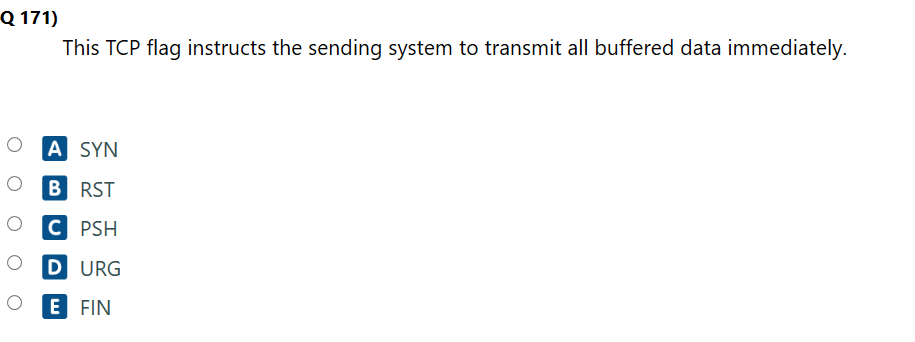 Q 171)
This TCP flag instructs the sending system to transmit all buffered data immediately.
A SYN
B RST
C PSH
D URG
E FIN